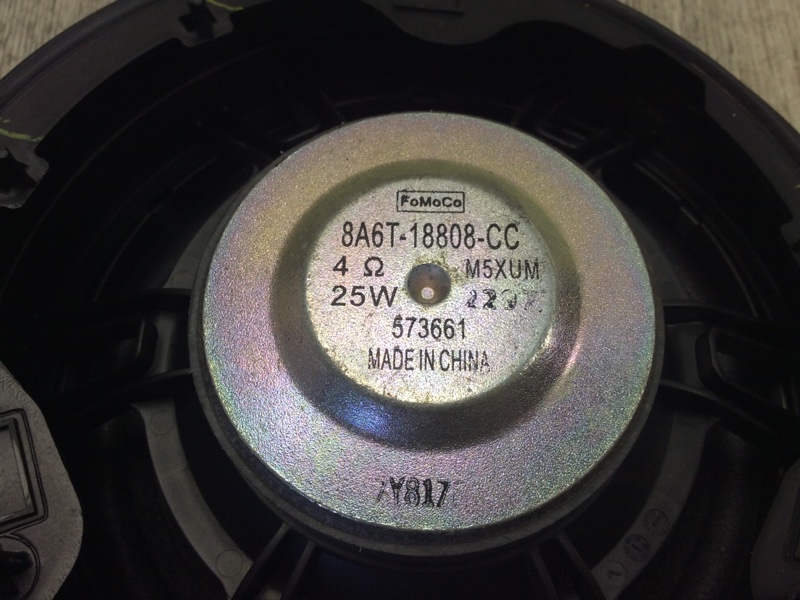 FoMoCo
8A6T-18808-CC
4 Ω M5XUM
25W
573661
MADE IN CHINA
Y817